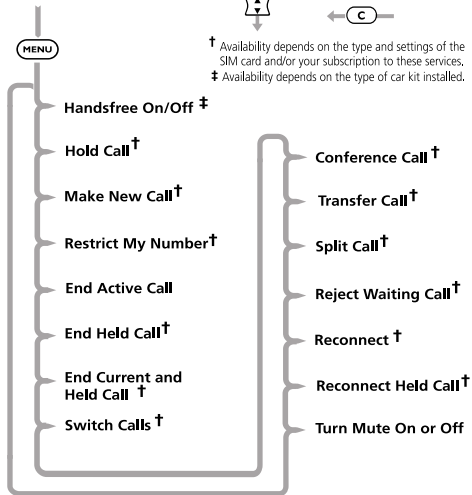 C
MENU
† Availability depends on the type and settings of the
SIM card and/or your subscription to these services.
‡ Availability depends on the type of car kit installed.
Handsfree On/Off ‡
Hold Call†
Make New Call†
Restrict My Number†
End Active Call
End Held Call†
End Current and
Held Call †
Switch Calls †
Conference Call †
Transfer Call†
Split Call†
Reject Waiting Call†
Reconnect †
Reconnect Held Call†
Turn Mute On or Off